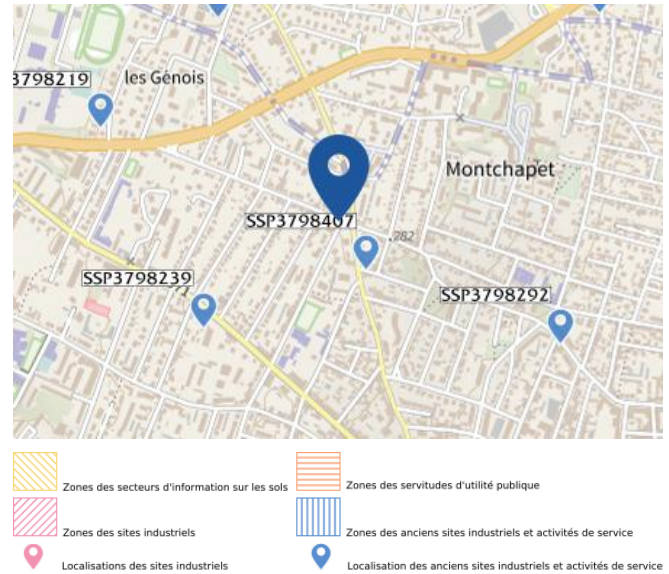 3798219
les Génois
Montchapet
SSP3798407
282
SSP3798239
SSP3798292
Zones des secteurs d'information sur les sols
Zones des servitudes d'utilité publique
Zones des sites industriels
Zones des anciens sites industriels et activités de service
Localisations des sites industriels
Localisation des anciens sites industriels et activités de service